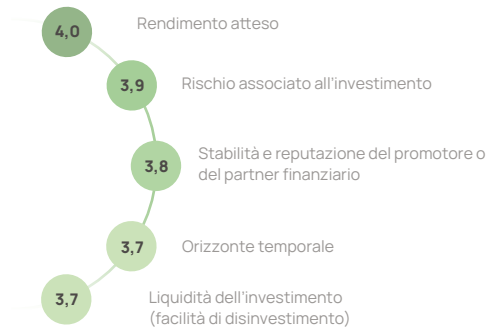 4,0 Rendimento atteso
3,9 Rischio associato all'investimento
3,8 Stabilità e reputazione del promotore o
del partner finanziario
3,7 Orizzonte temporale
3,7 Liquidità dell'investimento
(facilità di disinvestimento)